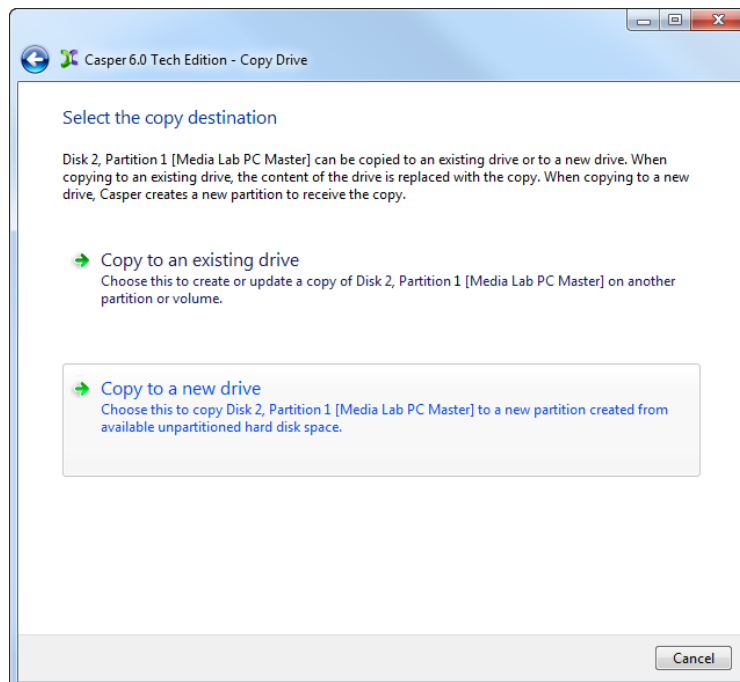 Casper 6.0 Tech Edition - Copy Drive
Select the copy destination
Disk 2, Partition 1 [Media Lab PC Master] can be copied to an existing drive or to a new drive. When
copying to an existing drive, the content of the drive is replaced with the copy. When copying to a new
drive, Casper creates a new partition to receive the copy.
Copy to an existing drive
Choose this to create or update a copy of Disk 2, Partition 1 [Media Lab PC Master] on another
partition or volume.
Copy to a new drive
Choose this to copy Disk 2, Partition 1 [Media Lab PC Master] to a new partition created from
available unpartitioned hard disk space.
Cancel